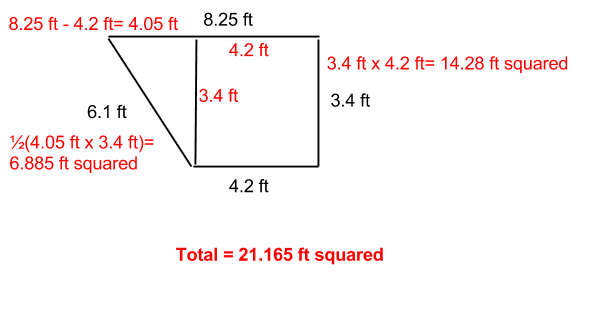 8.25 ft - 4.2 ft= 4.05 ft
8.25 ft
4.2 ft
3.4 ft x 4.2 ft= 14.28 ft squared
3.4 ft
3.4 ft
6.1 ft
½(4.05 ft x 3.4 ft)=
6.885 ft squared
4.2 ft
Total = 21.165 ft squared